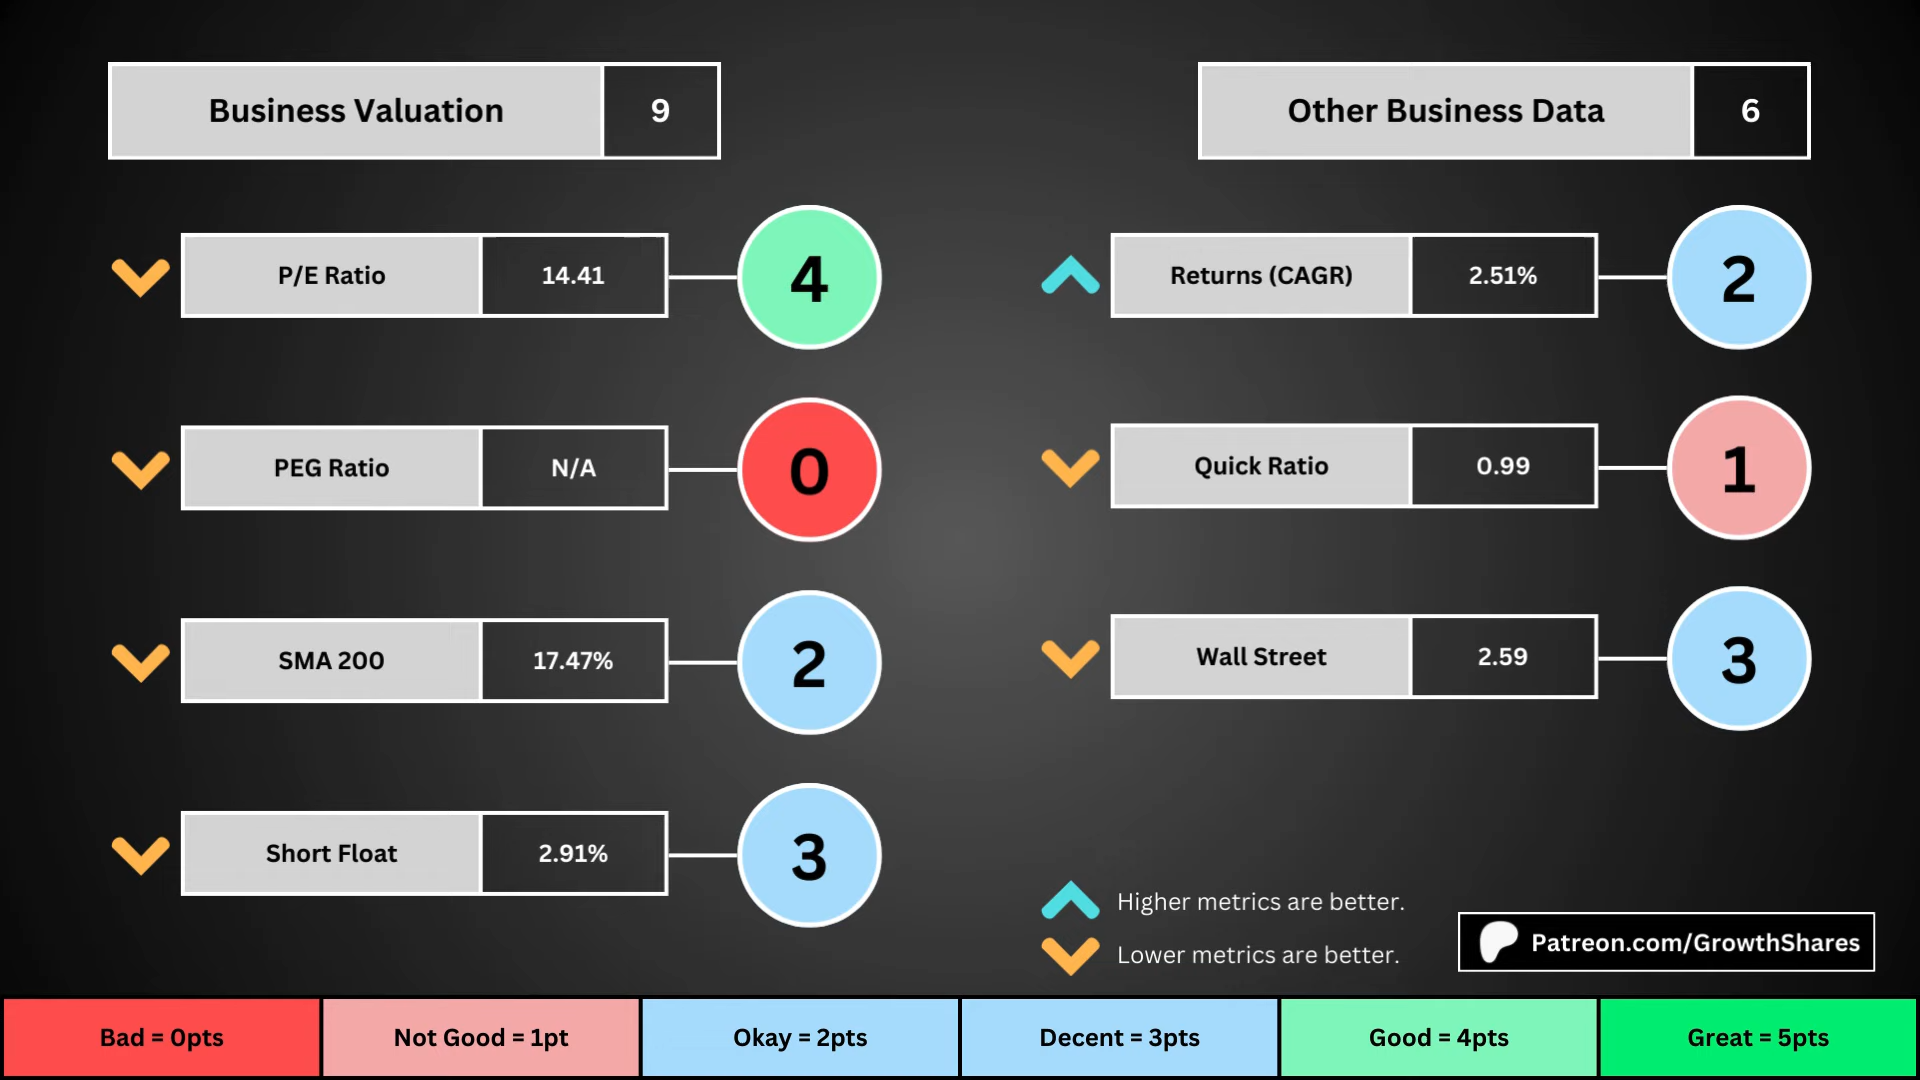 Business Valuation 9
P/E Ratio 14.41 4
PEG Ratio N/A 0
SMA 200 17.47% 2
Short Float 2.91% 3
Other Business Data 6
Returns (CAGR) 2.51% 2
Quick Ratio 0.99 1
Wall Street 2.59 3
Higher metrics are better.
Lower metrics are better.
Patreon.com/GrowthShares
Bad = 0pts
Not Good = 1pt
Okay = 2pts
Decent = 3pts
Good = 4pts
Great = 5pts